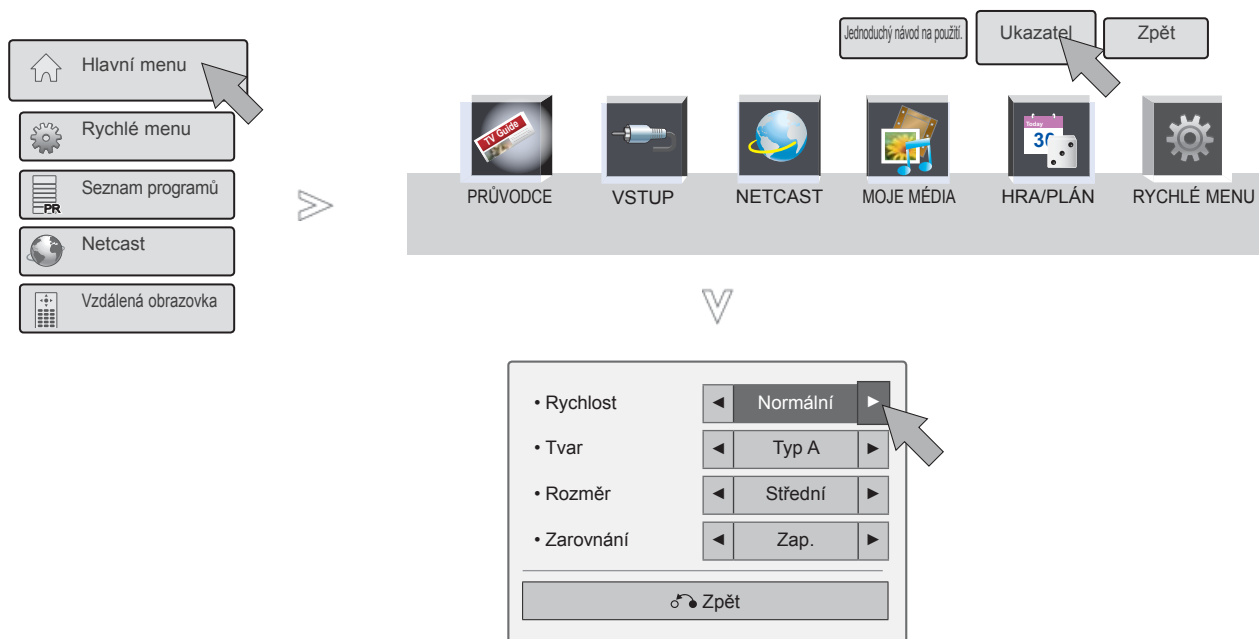 Hlavní menu
Rychlé menu
Seznam programů
PR
Netcast
Vzdálená obrazovka
Jednoduchý návod na použití.
Ukazatel
Zpět
TV Guide
Today
30
PRŮVODCE
VSTUP
NETCAST
MOJE MÉDIA
HRA/PLÁN
RYCHLÉ MENU
• Rychlost ◄ Normální ►
• Tvar ◄ Typ A ►
• Rozměr ◄ Střední ►
• Zarovnání ◄ Zap. ►
Zpět